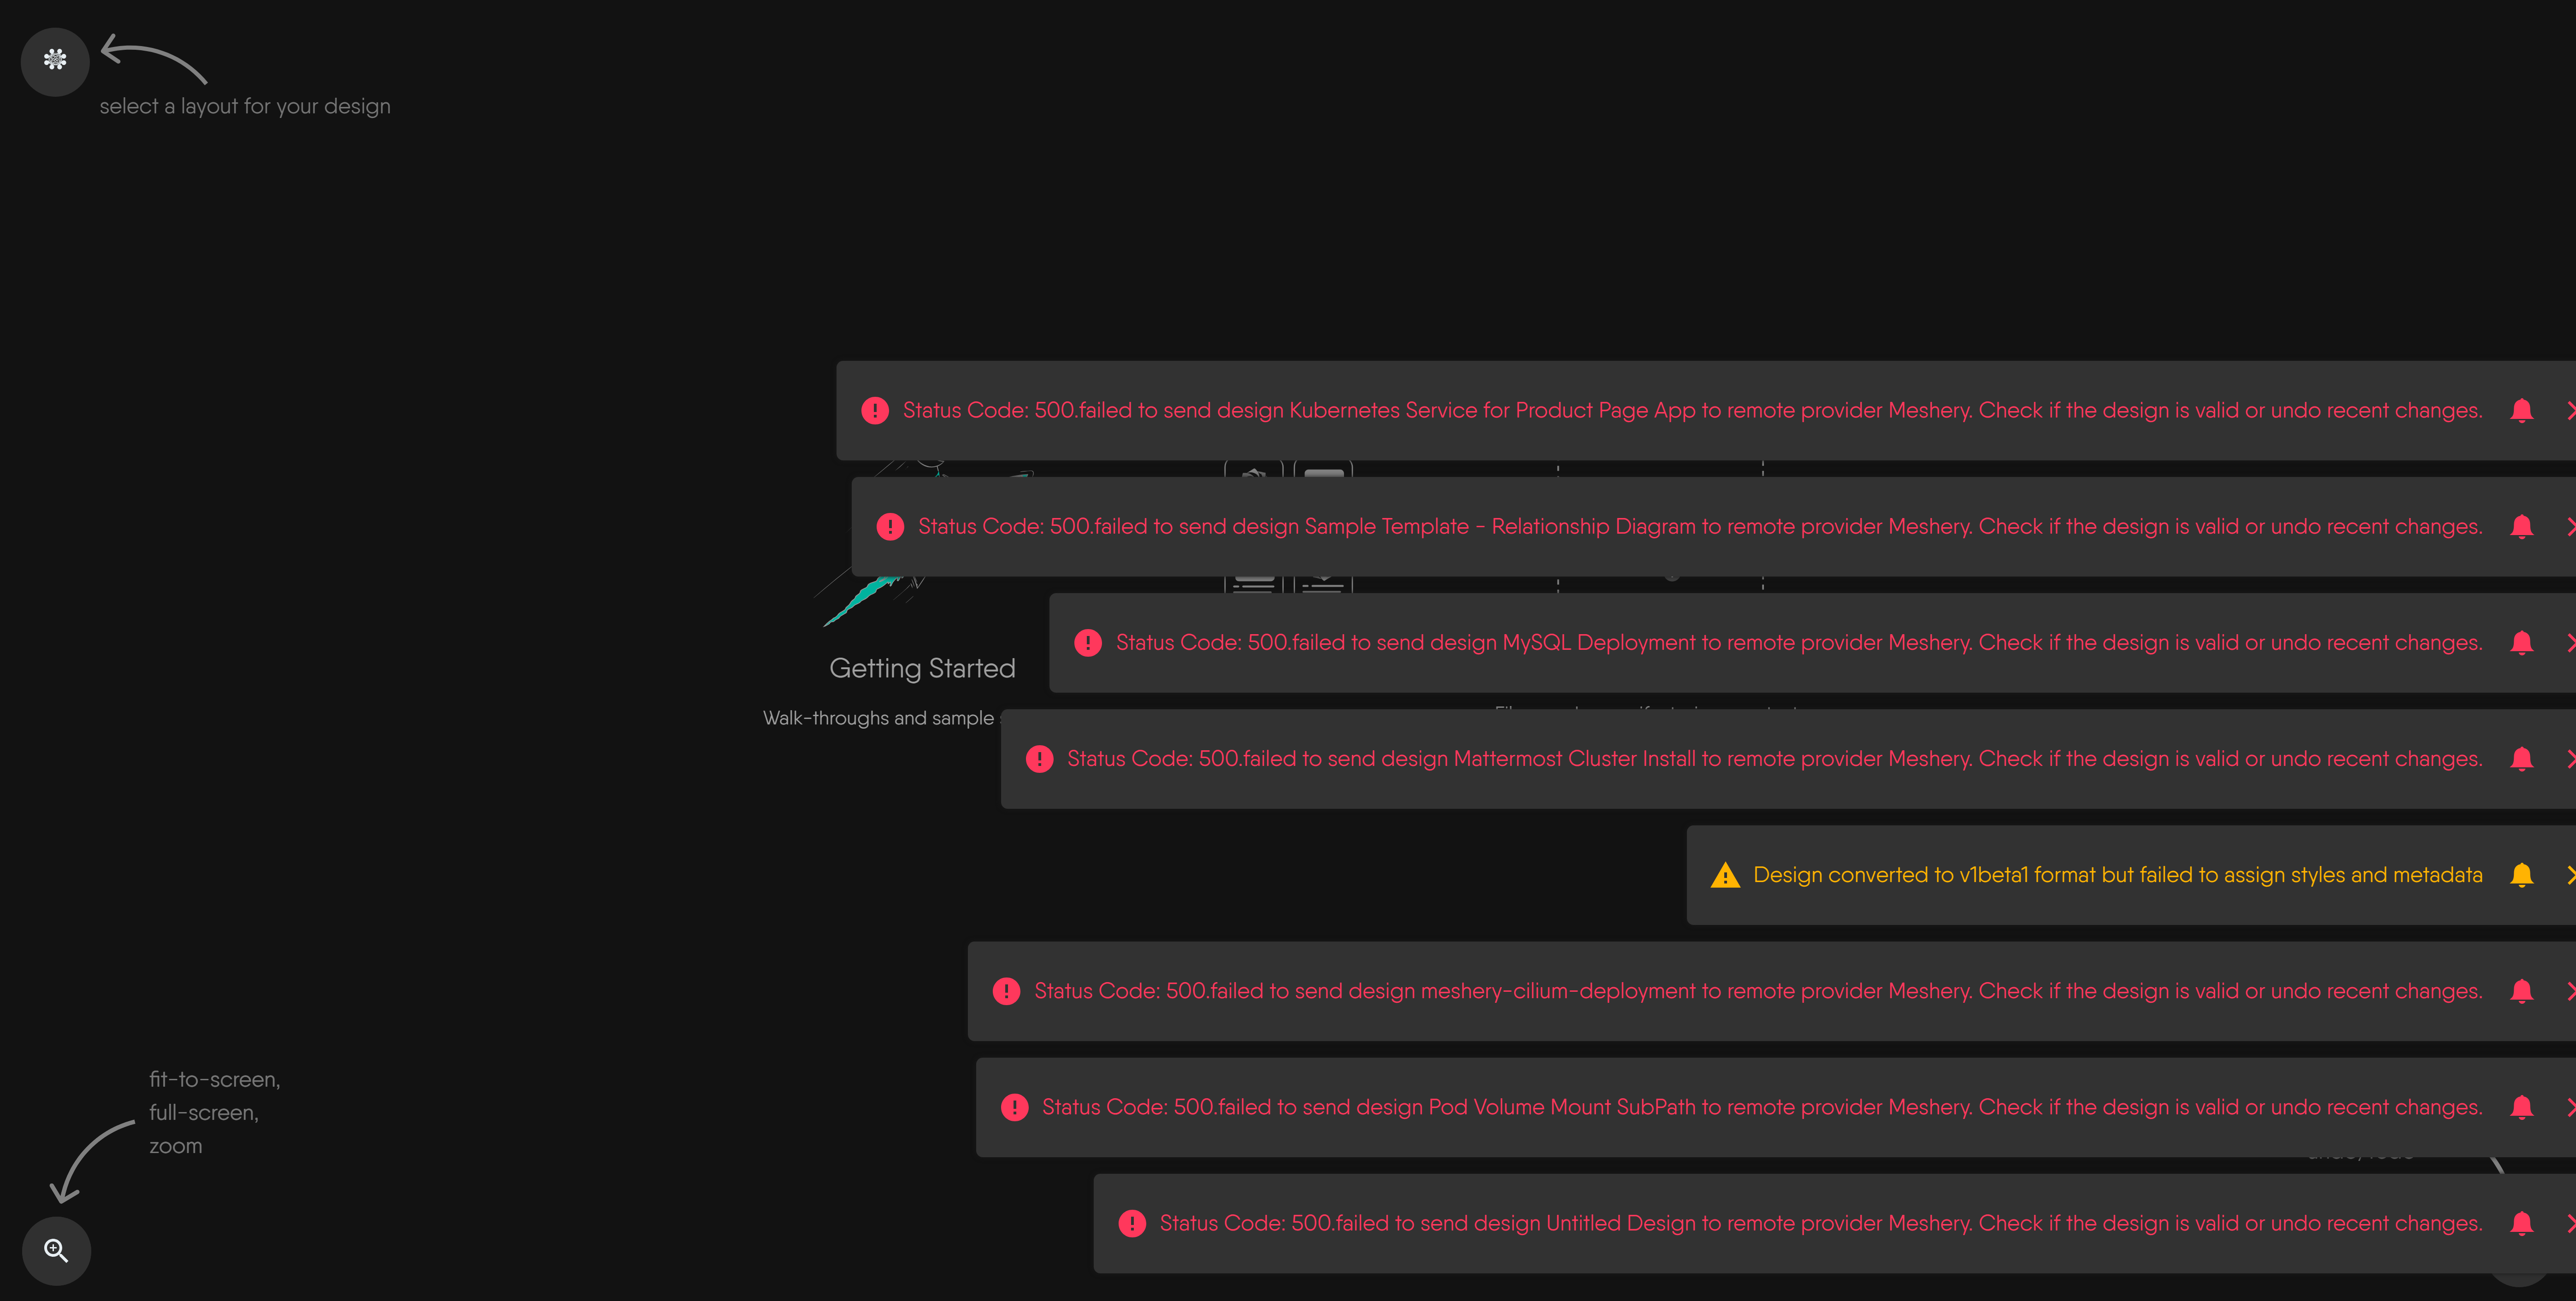 select a layout for your design
Status Code: 500.failed to send design Kubernetes Service for Product Page App to remote provider Meshery. Check if the design is valid or undo recent changes.
Status Code: 500.failed to send design Sample Template - Relationship Diagram to remote provider Meshery. Check if the design is valid or undo recent changes.
Status Code: 500.failed to send design MySQL Deployment to remote provider Meshery. Check if the design is valid or undo recent changes.
Getting Started
Walk-throughs and sample
Status Code: 500.failed to send design Mattermost Cluster Install to remote provider Meshery. Check if the design is valid or undo recent changes.
Design converted to v1beta1 format but failed to assign styles and metadata
Status Code: 500.failed to send design meshery-cilium-deployment to remote provider Meshery. Check if the design is valid or undo recent changes.
fit-to-screen,
full-screen,
zoom
Status Code: 500.failed to send design Pod Volume Mount SubPath to remote provider Meshery. Check if the design is valid or undo recent changes.
Status Code: 500.failed to send design Untitled Design to remote provider Meshery. Check if the design is valid or undo recent changes.